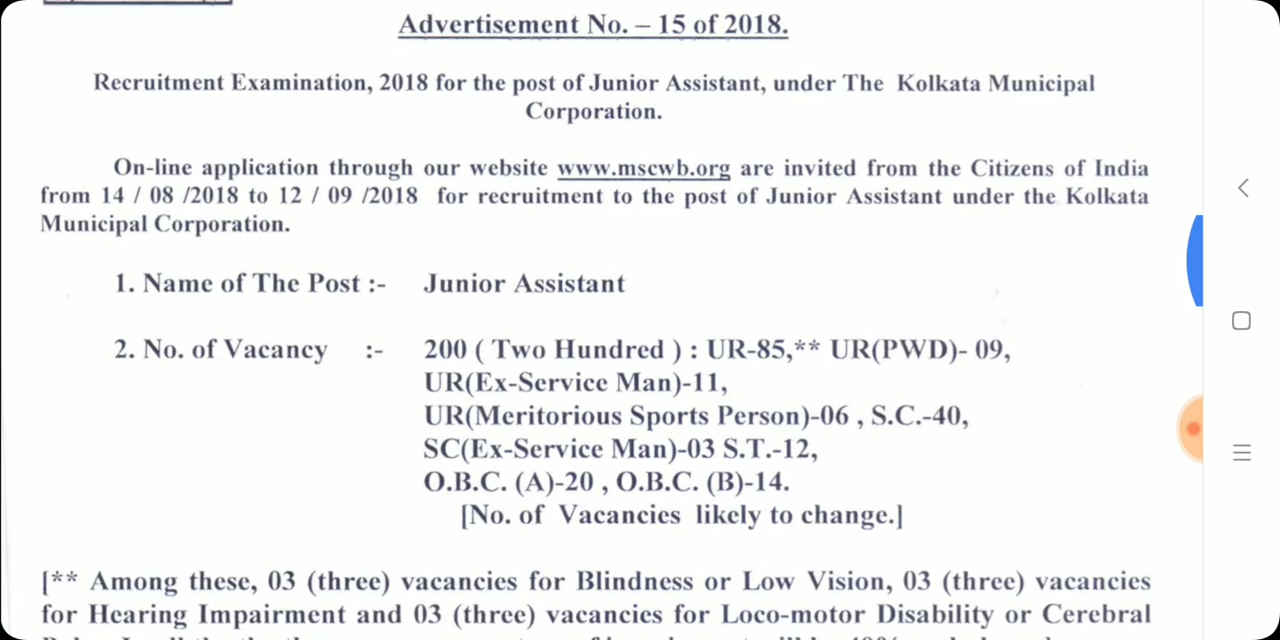 Advertisement No. – 15 of 2018.
Recruitment Examination, 2018 for the post of Junior Assistant, under The Kolkata Municipal
Corporation.
On-line application through our website www.mscwb.org are invited from the Citizens of India
from 14 / 08 /2018 to 12 / 09 /2018 for recruitment to the post of Junior Assistant under the Kolkata
Municipal Corporation.
1. Name of The Post :- Junior Assistant
2. No. of Vacancy :- 200 ( Two Hundred ) : UR-85,** UR(PWD)- 09,
UR(Ex-Service Man)-11,
UR(Meritorious Sports Person)-06 , S.C.-40,
SC(Ex-Service Man)-03 S.T.-12,
O.B.C. (A)-20 , O.B.C. (B)-14.
[No. of Vacancies likely to change.]
[** Among these, 03 (three) vacancies for Blindness or Low Vision, 03 (three) vacancies
for Hearing Impairment and 03 (three) vacancies for Loco-motor Disability or Cerebral